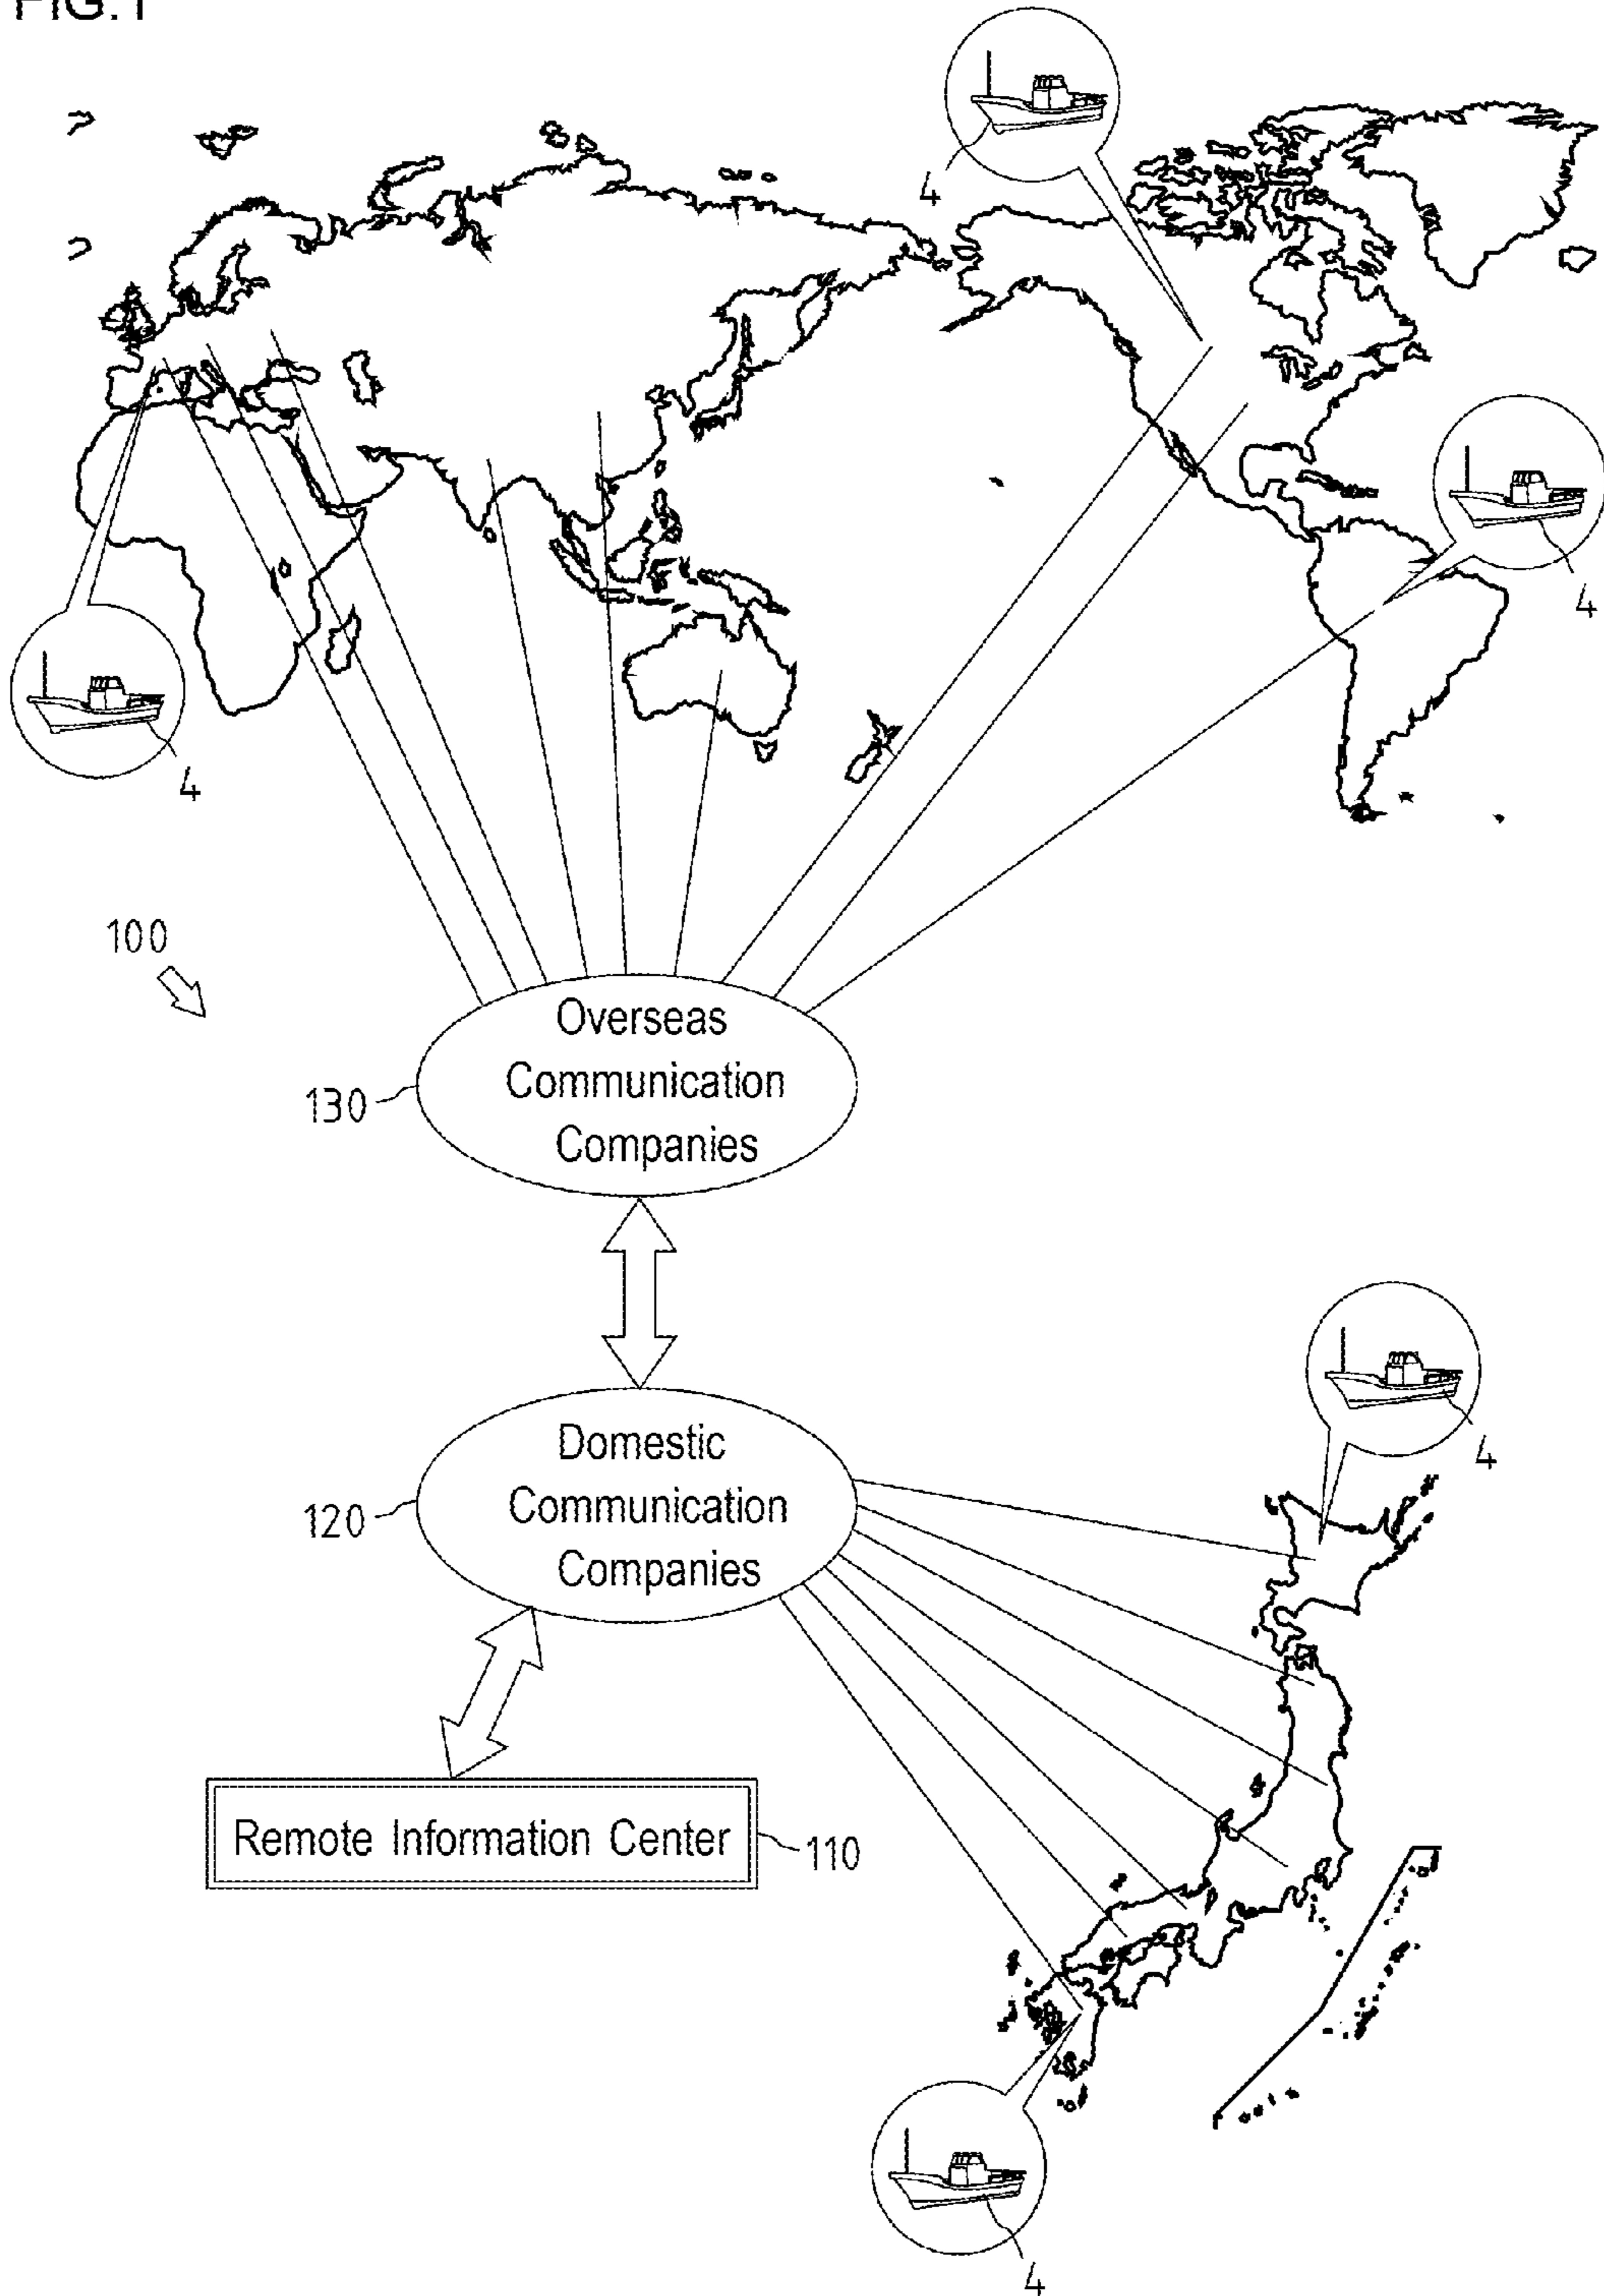 FIG.1
4
4
4
100
Overseas
Communication
Companies
130
4
Domestic
Communication
Companies
120
Remote Information Center
110
4